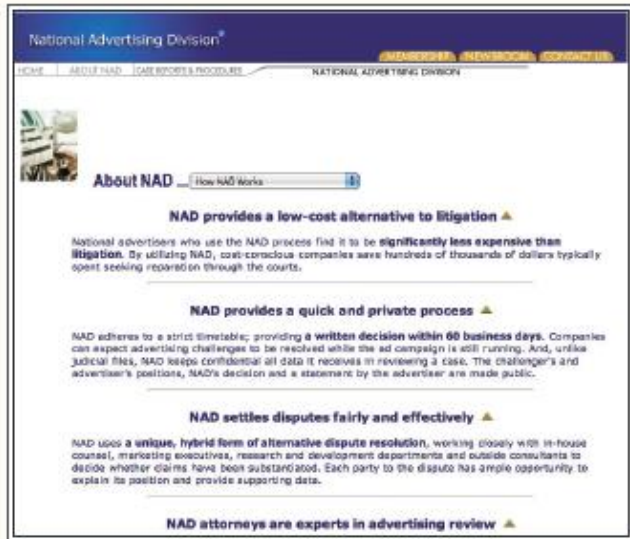 National Advertising Division®
MEMBERSHIP NEWSROOM CONTACT US
HOME ABOUT NAD CASE REPORTS & PROCEDURES NATIONAL ADVERTISING DIVISION
About NAD ... How NAD Works
NAD provides a low-cost alternative to litigation
National advertisers who use the NAD process find it to be significantly less expensive than
litigation. By utilizing NAD, cost-conscious companies save hundreds of thousands of dollars typically
spent seeking reparation through the courts.
NAD provides a quick and private process
NAD adheres to a strict timetable; providing a written decision within 60 business days. Companies
can expect advertising challenges to be resolved while the ad campaign is still running. And, unlike
judicial files, NAD keeps confidential all data it receives in reviewing a case. The challenger's and
advertiser's positions, NAD's decision and a statement by the advertiser are made public.
NAD settles disputes fairly and effectively
NAD uses a unique, hybrid form of alternative dispute resolution, working closely with in-house
counsel, marketing executives, research and development departments and outside consultants to
decide whether claims have been substantiated. Each party to the dispute has ample opportunity to
explain its position and provide supporting data.
NAD attorneys are experts in advertising review